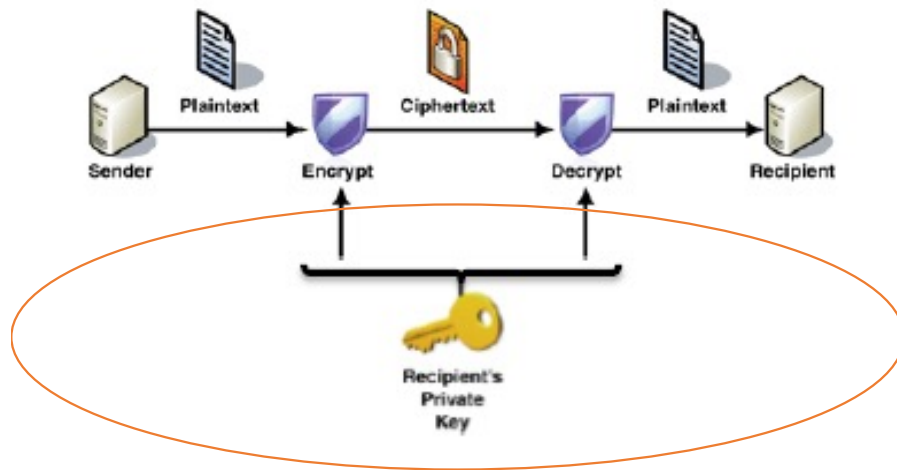 Plaintext
Ciphertext
Plaintext
Sender
Encrypt
Decrypt
Recipient
Recipient's
Private
Key